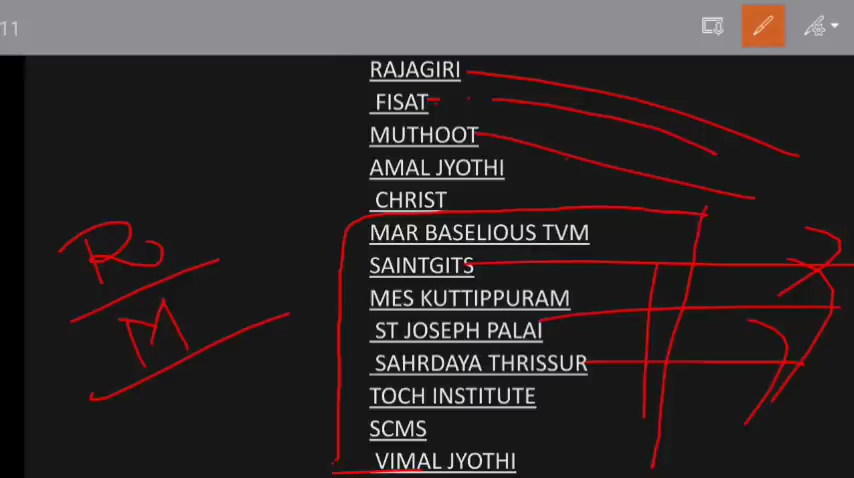 11
RAJAGIRI
FISAT
MUTHOOT
AMAL JYOTHI
CHRIST
MAR BASELIOUS TVM
SAINTGITS
MES KUTTIPPURAM
ST JOSEPH PALAI
SAHRDAYA THRISSUR
TOCH INSTITUTE
SCMS
VIMAL JYOTHI
R
M